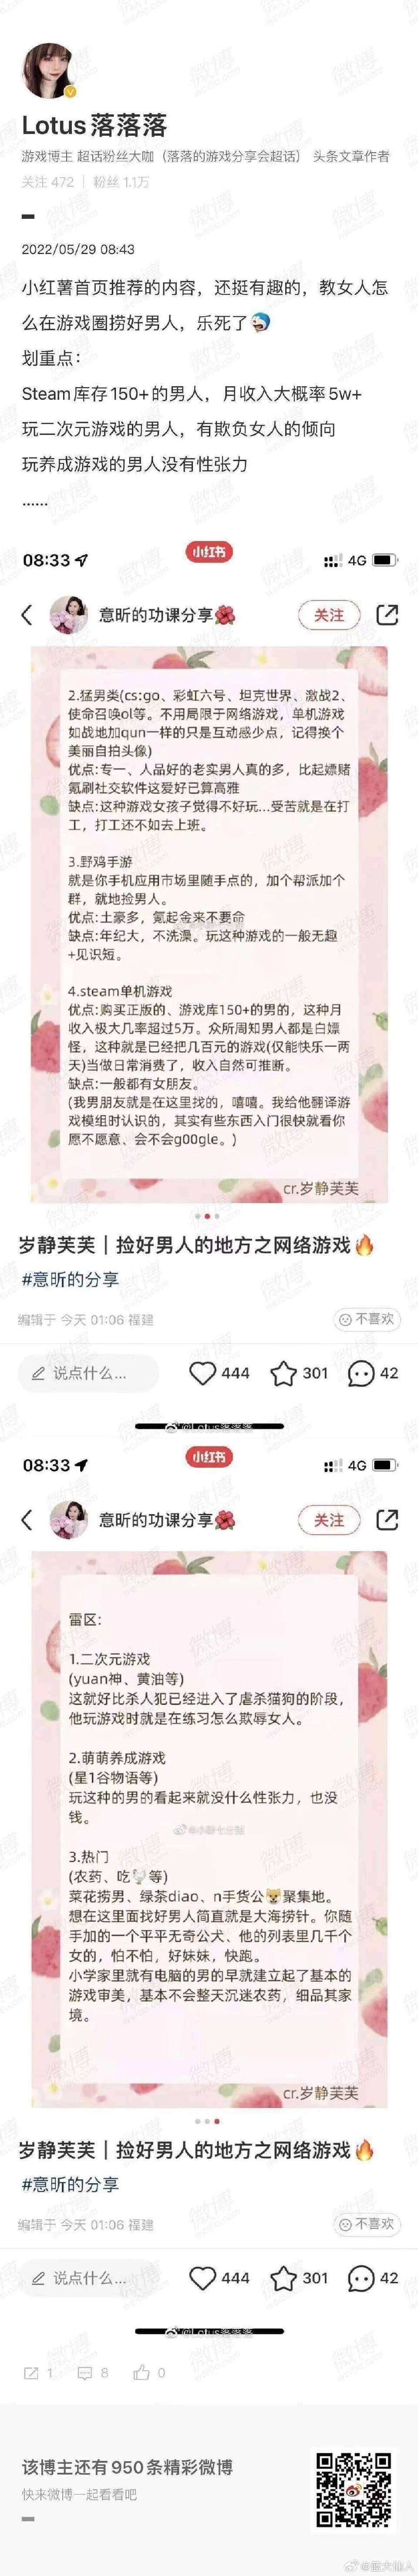 Lotus落落落
游戏博主 超话粉丝大咖（落落的游戏分享会超话） 头条文章作者
关注 472 | 粉丝 1.1万
2022/05/29 08:43
小红薯首页推荐的内容，还挺有趣的，教女人怎
么在游戏圈捞好男人，乐死了
划重点：
Steam库存150+的男人，月收入大概率5w+
玩二次元游戏的男人，有欺负女人的倾向
玩养成游戏的男人没有性张力
......
08:33
小红书
4G
意昕的功课分享🌺
关注
2.猛男类(cs:go、彩虹六号、坦克世界、激战2、
使命召唤ol等。不用局限于网络游戏，单机游戏
如战地加qun一样的只是互动感少点，记得换个
美丽自拍头像)
优点:专一、人品好的老实男人真的多，比起嫖赌
氪刷社交软件这爱好已算高雅
缺点:这种游戏女孩子觉得不好玩...受苦就是在打
工，打工还不如去上班。
3.野鸡手游
就是你手机应用市场里随手点的，加个帮派加个
群，就地捡男人。
优点:土豪多，氪起金来不要命
缺点:年纪大，不洗澡。玩这种游戏的一般无趣
+见识短。
4.steam单机游戏
优点:购买正版的、游戏库150+的男的，这种月
收入极大几率超过5万。众所周知男人都是白嫖
怪，这种就是已经把几百元的游戏(仅能快乐一两
天)当做日常消费了，收入自然可推断。
缺点:一般都有女朋友。
(我男朋友就是在这里找的，嘻嘻。我给他翻译游
戏模组时认识的，其实有些东西入门很快就看你
愿不愿意、会不会g00gle。)
cr.岁静芙芙
岁静芙芙｜捡好男人的地方之网络游戏🔥
#意昕的分享
编辑于 今天 01:06 福建
不喜欢
说点什么...
444
301
42
@Lotus落落落
08:33
小红书
4G
意昕的功课分享🌺
关注
雷区:
1.二次元游戏
(yuan神、黄油等)
这就好比杀人犯已经进入了虐杀猫狗的阶段，
他玩游戏时就是在练习怎么欺辱女人。
2.萌萌养成游戏
(星1谷物语等)
玩这种的男的看起来就没什么性张力，也没
钱。
3.热门
(农药、吃🐔等)
菜花捞男、绿茶diao、n手货公🐶聚集地。
想在这里面找好男人简直就是大海捞针。你随
手加的一个平平无奇公犬、他的列表里几千个
女的，怕不怕，好妹妹，快跑。
小学家里就有电脑的男的早就建立起了基本的
游戏审美，基本不会整天沉迷农药，细品其家
境。
cr.岁静芙芙
岁静芙芙｜捡好男人的地方之网络游戏🔥
#意昕的分享
编辑于 今天 01:06 福建
不喜欢
说点什么...
444
301
42
@Lotus落落落
1
8
0
该博主还有950条精彩微博
快来微博一起看看吧